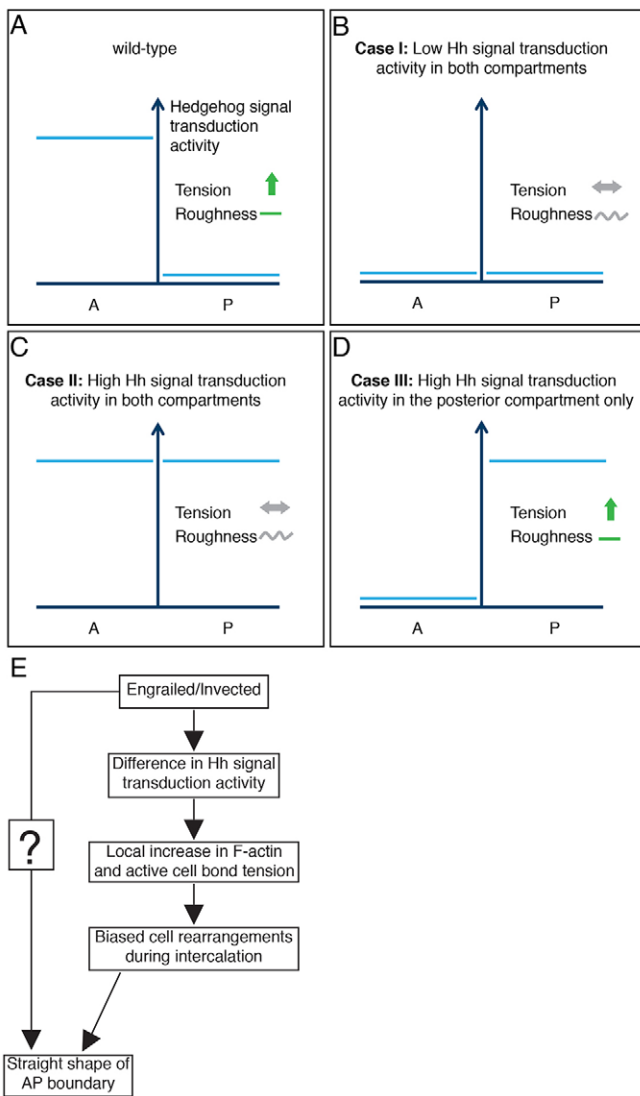 A
wild-type
Hedgehog signal
transduction
activity
Tension
Roughness
A
P
B
Case I: Low Hh signal transduction
activity in both compartments
Tension
Roughness
A
P
C
Case II: High Hh signal transduction
activity in both compartments
Tension
Roughness
A
P
D
Case III: High Hh signal transduction
activity in the posterior compartment only
Tension
Roughness
A
P
E
Engrailed/Invected
Difference in Hh signal
transduction activity
?
Local increase in F-actin
and active cell bond tension
Biased cell rearrangements
during intercalation
Straight shape of
AP boundary